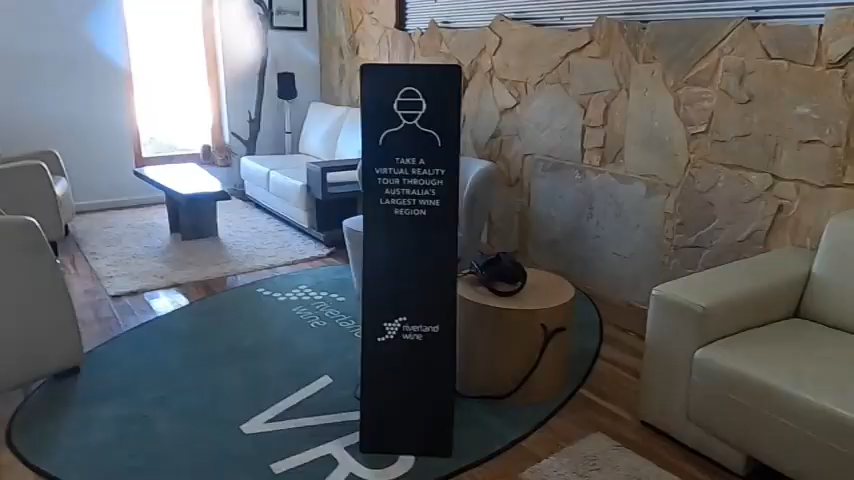 TAKE A
VIRTUAL REALITY
TOUR THROUGH
AUSTRALIA'S
LARGEST WINE
REGION
riverland
wine
riverland
wine
VR